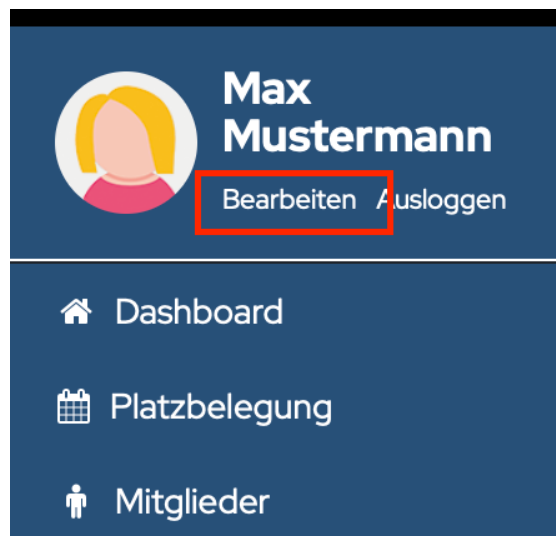 Max
Mustermann
Bearbeiten Ausloggen
Dashboard
Platzbelegung
Mitglieder